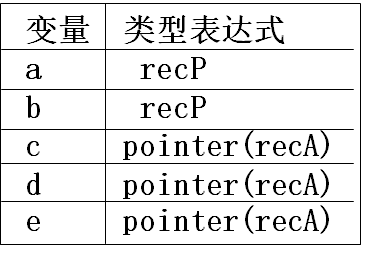 变量 类型表达式
a recP
b recP
c pointer(recA)
d pointer(recA)
e pointer(recA)